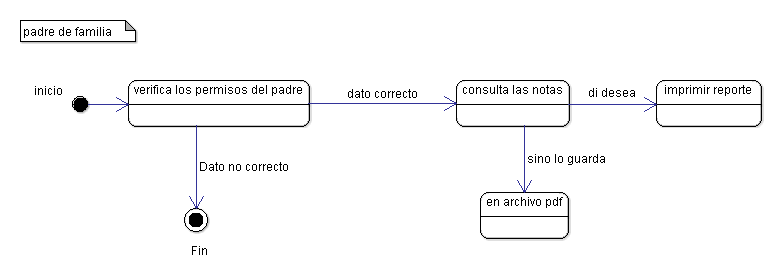 padre de familia
inicio
verifica los permisos del padre
dato correcto
consulta las notas
di desea
imprimir reporte
Dato no correcto
sino lo guarda
en archivo pdf
Fin